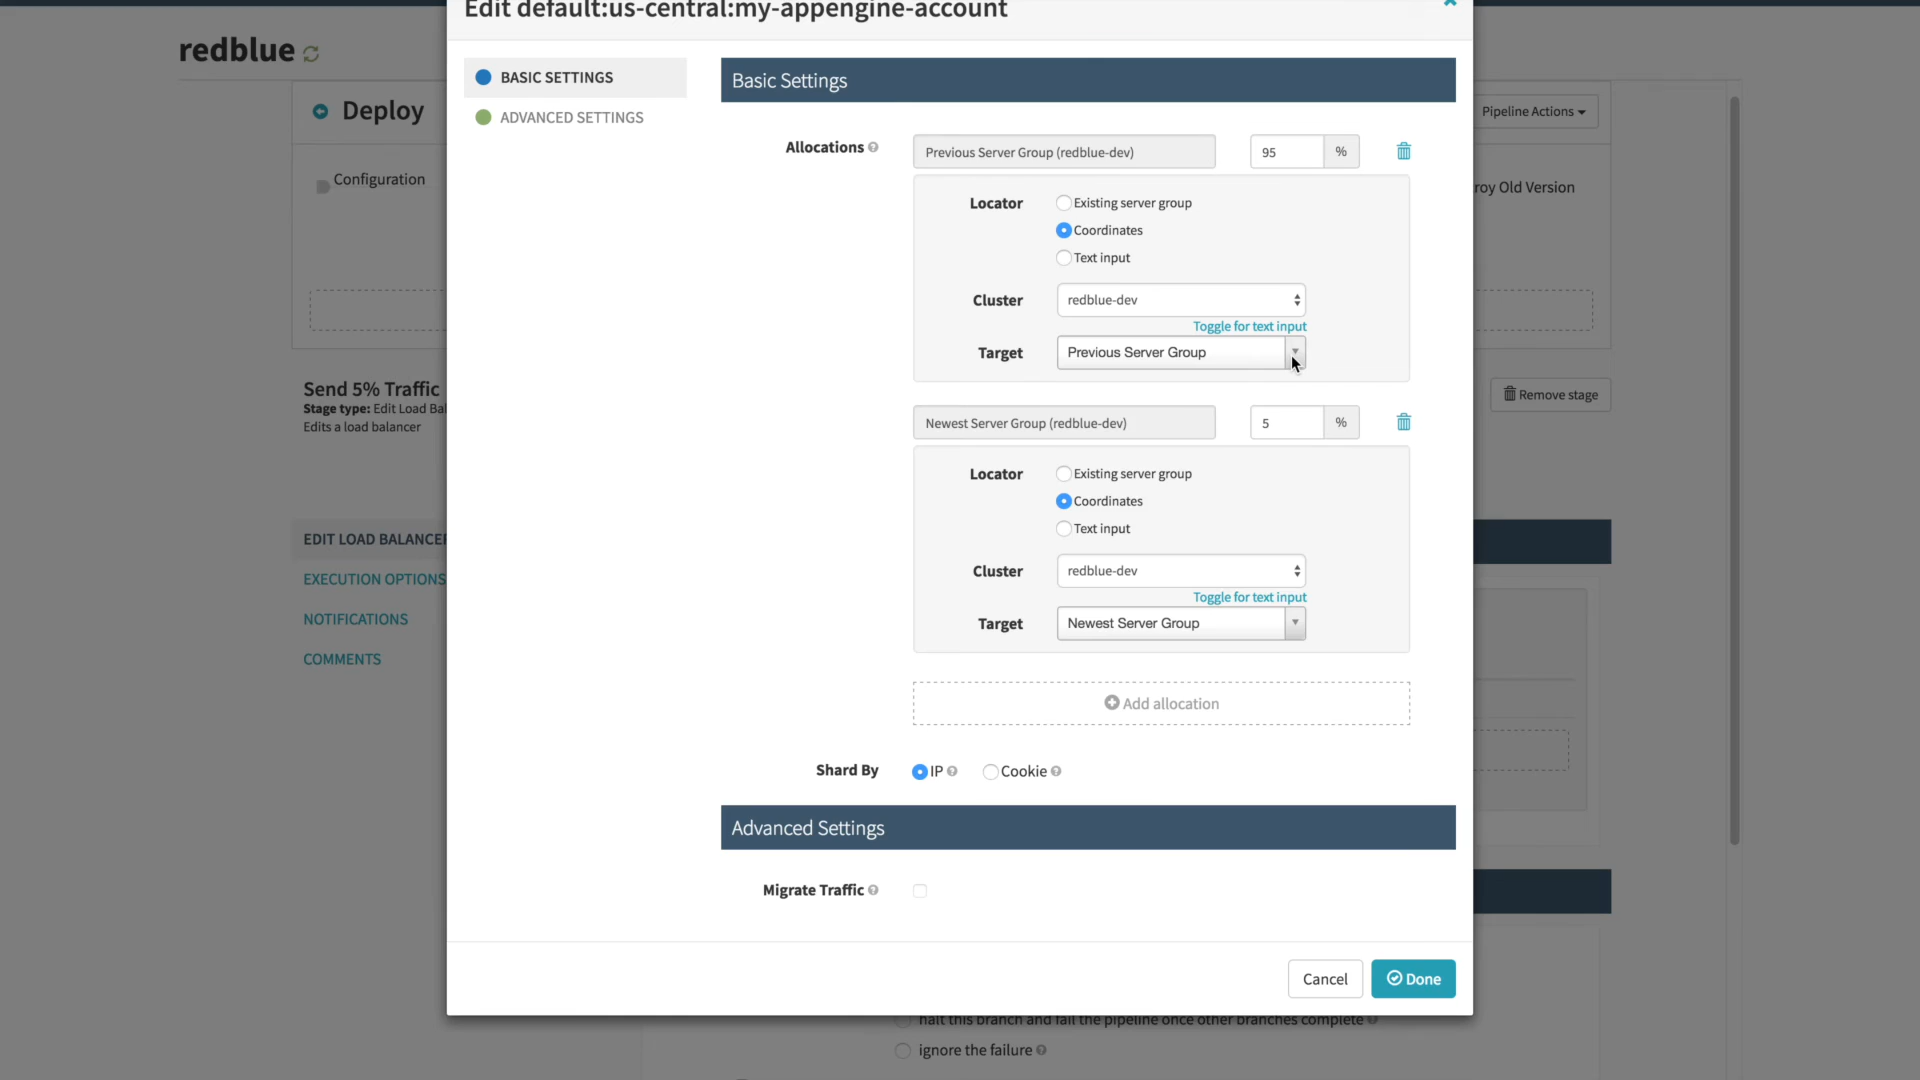 Edit default:us-central:my-appengine-account
redblue
Deploy
Pipeline Actions
Configuration
roy Old Version
Send 5% Traffic
Stage type: Edit Load Bal
Edits a load balancer
Remove stage
EDIT LOAD BALANCER
EXECUTION OPTIONS
NOTIFICATIONS
COMMENTS
BASIC SETTINGS
ADVANCED SETTINGS
Basic Settings
Allocations
Previous Server Group (redblue-dev)
95
%
Locator
Existing server group
Coordinates
Text input
Cluster
redblue-dev
Toggle for text input
Target
Previous Server Group
Newest Server Group (redblue-dev)
5
%
Locator
Existing server group
Coordinates
Text input
Cluster
redblue-dev
Toggle for text input
Target
Newest Server Group
Add allocation
Shard By
IP
Cookie
Advanced Settings
Migrate Traffic
Cancel
Done
halt this branch and fail the pipeline once other branches complete
ignore the failure